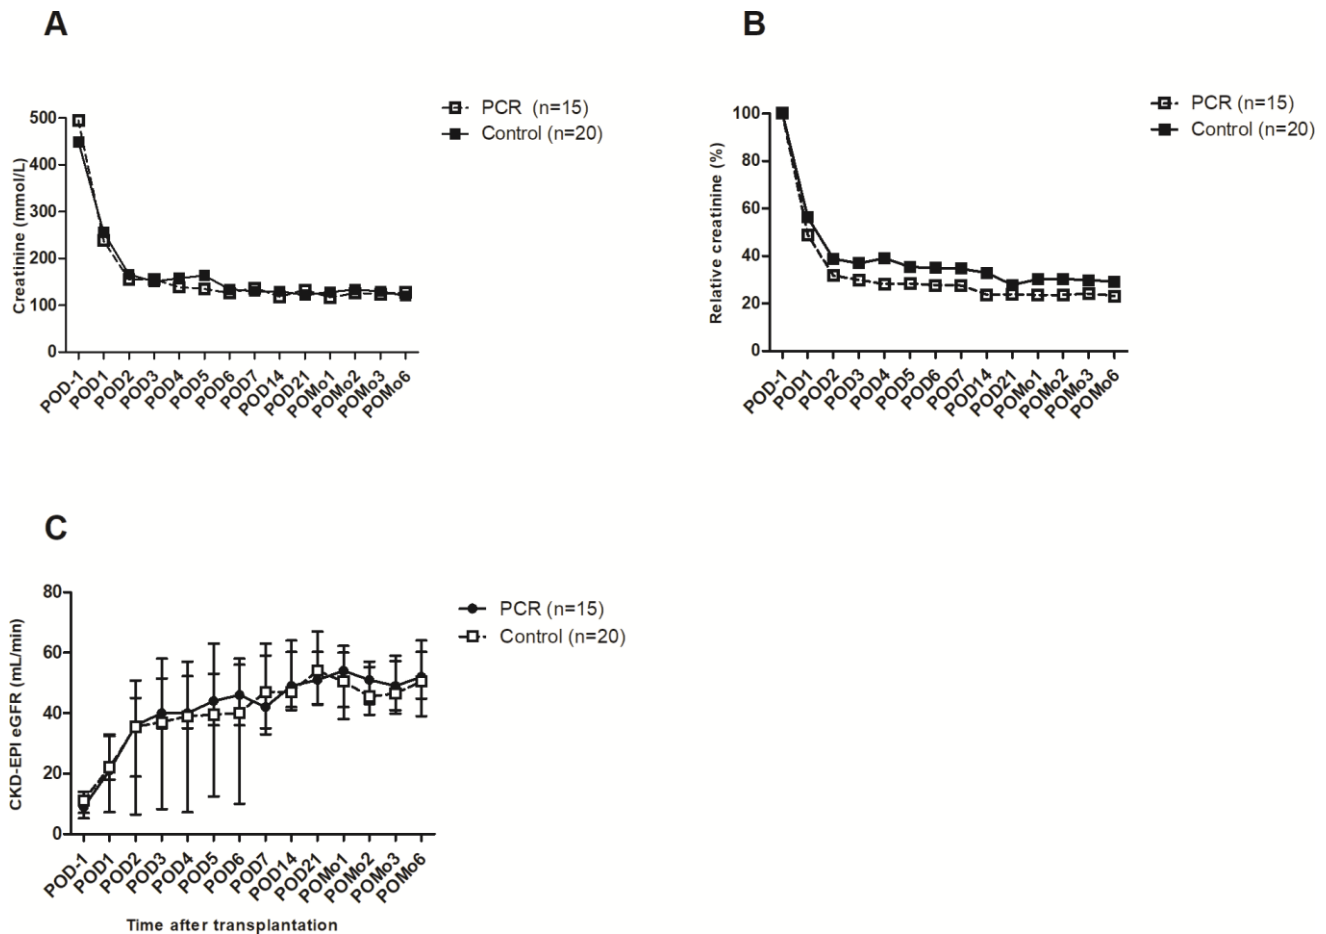 A
Creatinine (mmol/L)
500
400
300
200
100
0
PCR (n=15)
Control (n=20)
POD-1
POD1
POD2
POD3
POD4
POD5
POD6
POD7
POD14
POD21
POMo1
POMo2
POMo3
POMo6
B
Relative creatinine (%)
100
80
60
40
20
0
PCR (n=15)
Control (n=20)
POD-1
POD1
POD2
POD3
POD4
POD5
POD6
POD7
POD14
POD21
POMo1
POMo2
POMo3
POMo6
C
CKD-EPI eGFR (mL/min)
80
60
40
20
0
PCR (n=15)
Control (n=20)
POD-1
POD1
POD2
POD3
POD4
POD5
POD6
POD7
POD14
POD21
POMo1
POMo2
POMo3
POMo6
Time after transplantation